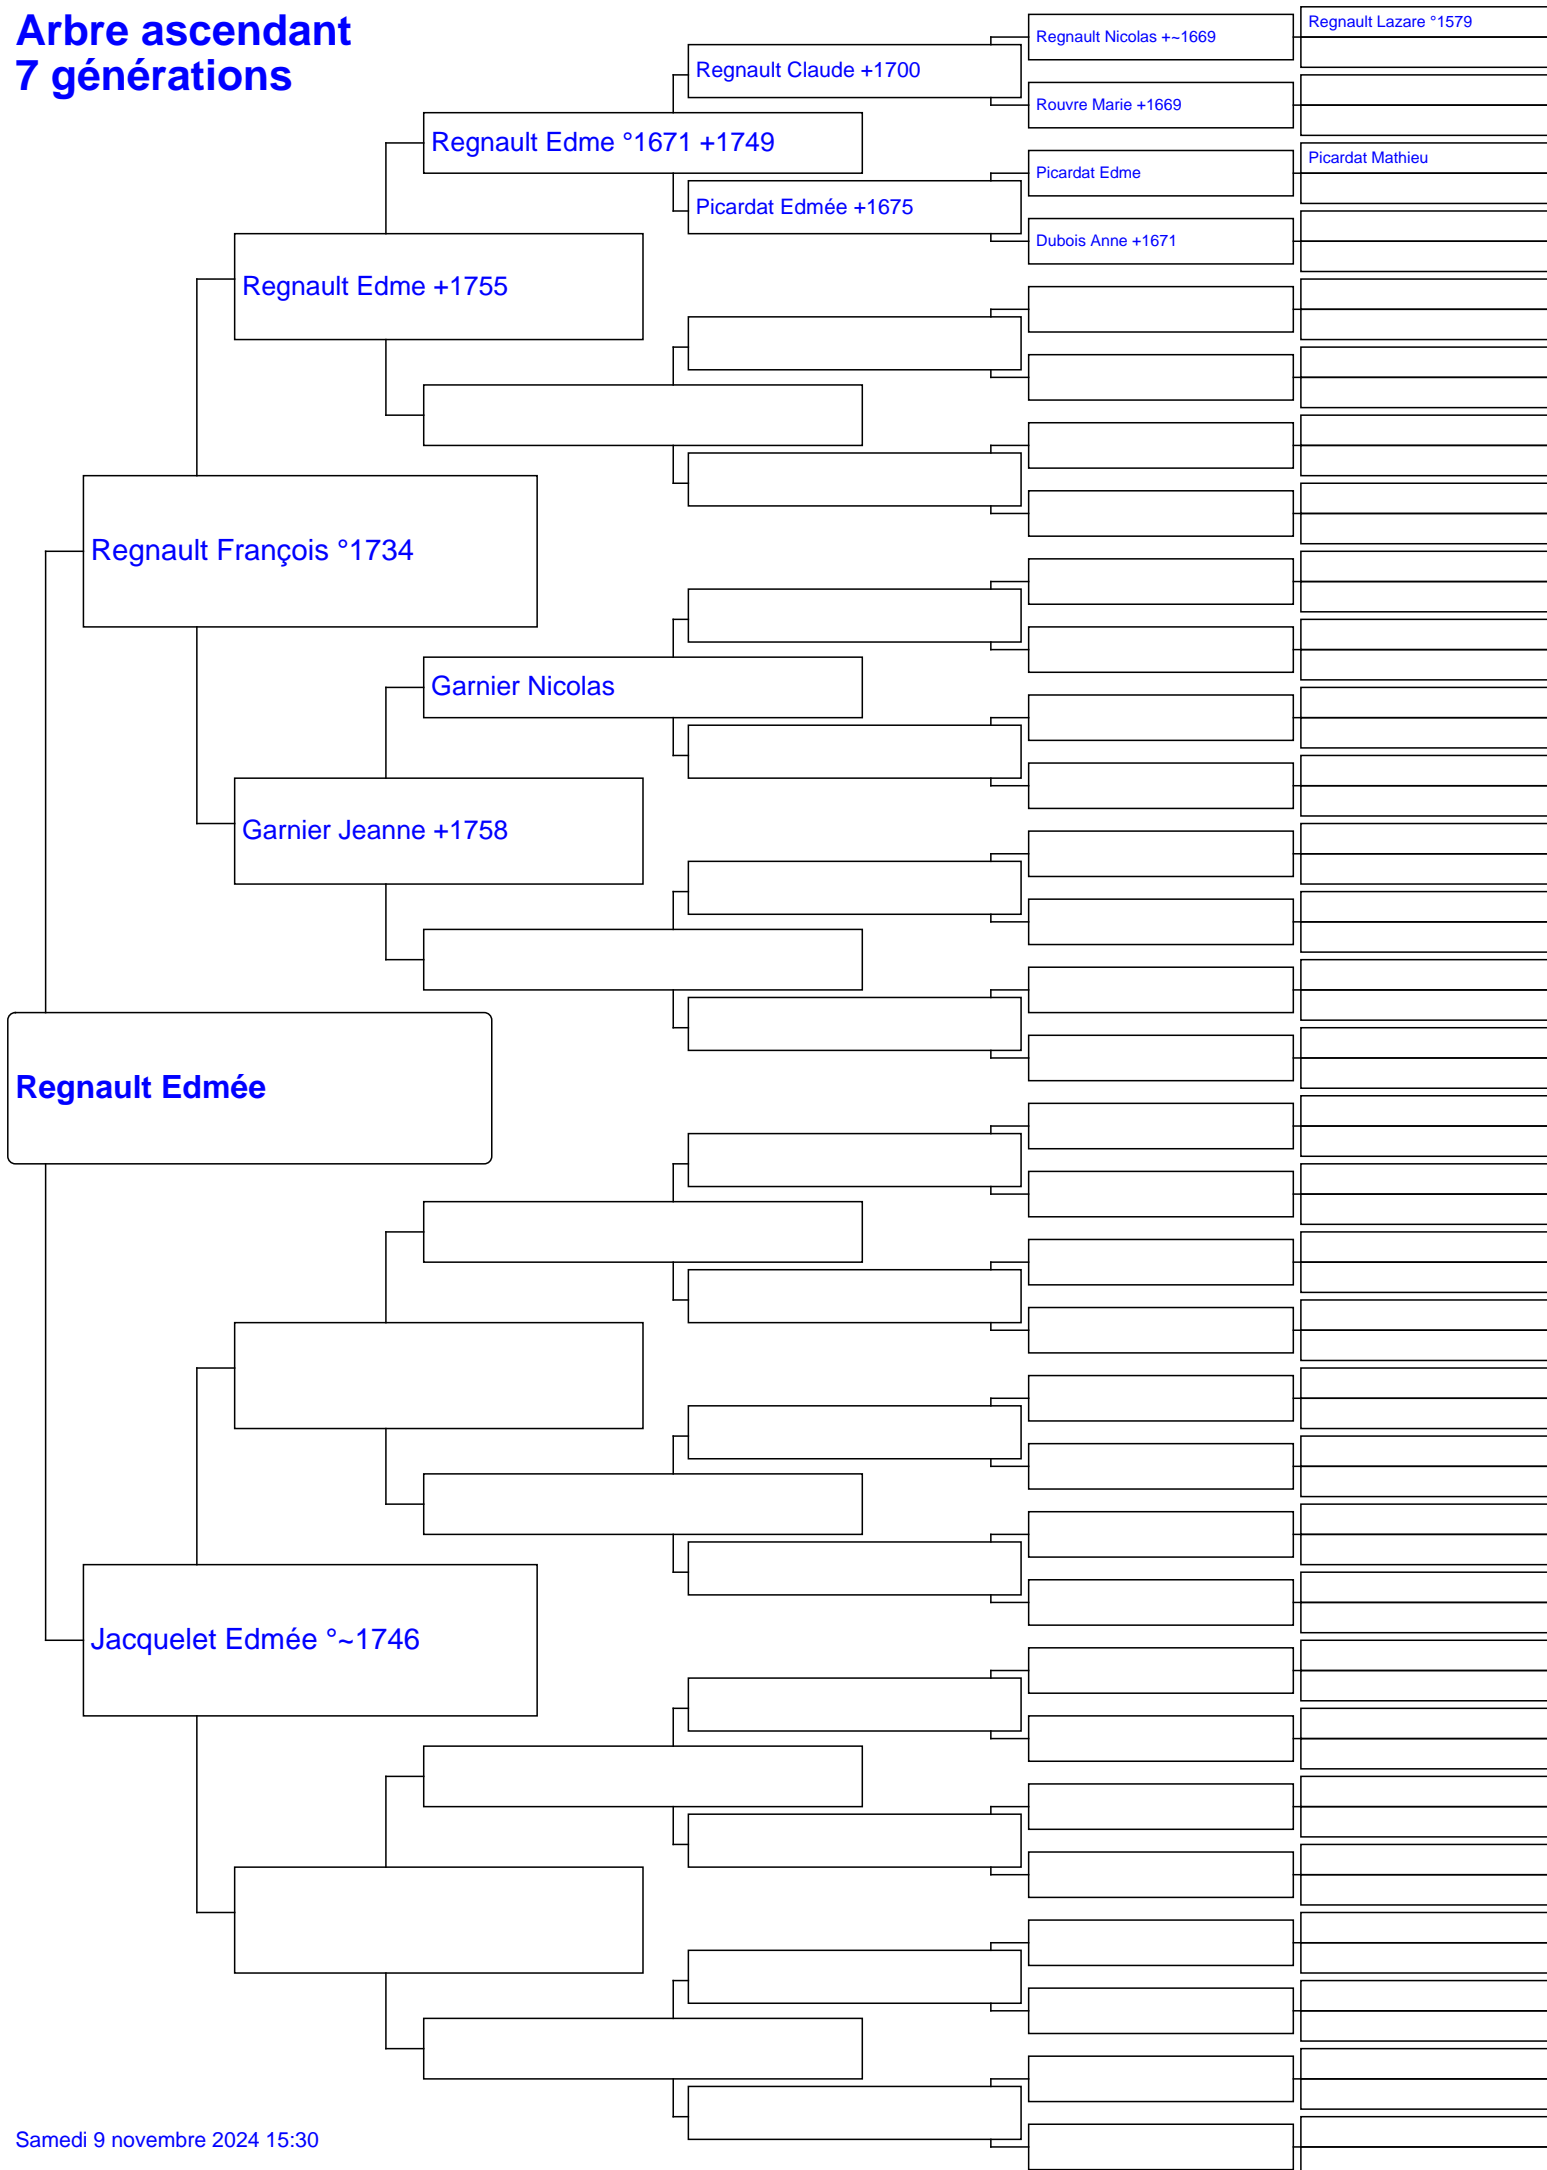 Arbre ascendant
7 générations
Regnault Lazare °1579
Regnault Nicolas +~1669
Regnault Claude +1700
Rouvre Marie +1669
Regnault Edme °1671 +1749
Picardat Mathieu
Picardat Edme
Picardat Edmée +1675
Dubois Anne +1671
Regnault Edme +1755
Regnault François °1734
Garnier Nicolas
Garnier Jeanne +1758
Regnault Edmée
Jacquelet Edmée °~1746
Samedi 9 novembre 2024 15:30